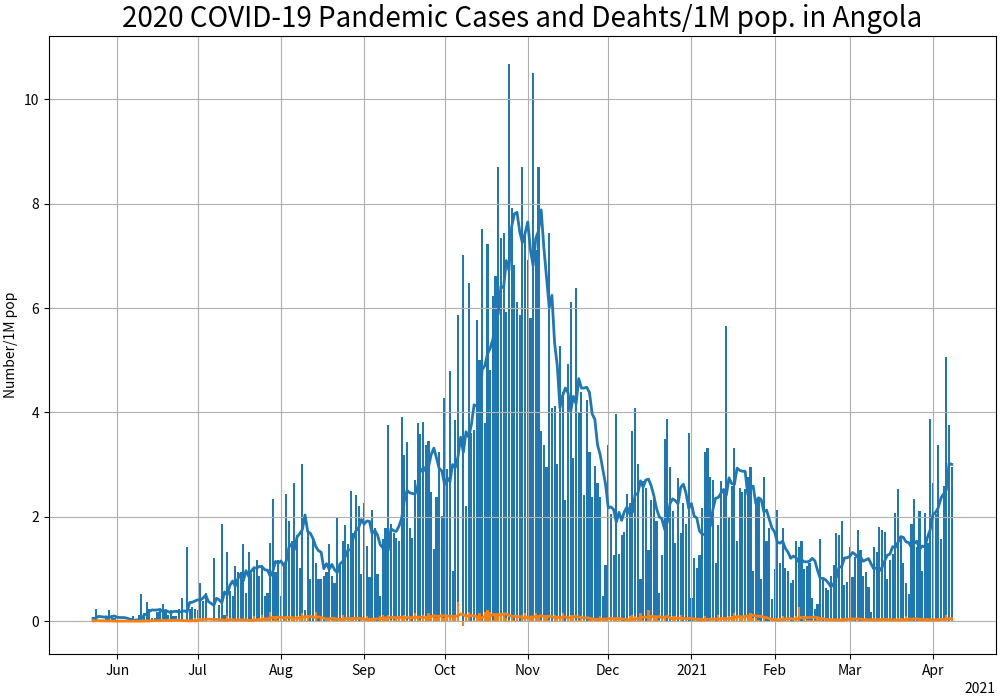 2020 COVID-19 Pandemic Cases and Deahts/1M pop. in Angola
Number/1M pop
10
8
6
4
2
0
Jun Jul Aug Sep Oct Nov Dec 2021 Feb Mar Apr
2021